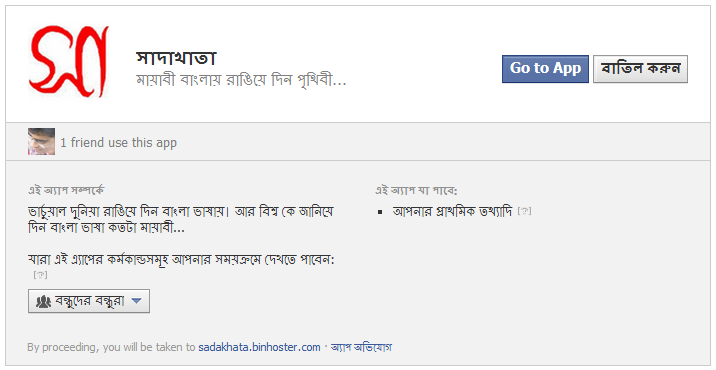 সা
সাদাখাতা
মায়াবী বাংলায় রাঙিয়ে দিন পৃথিবী...
Go to App
বাতিল করুন
1 friend use this app
এই অ্যাপ সম্পর্কে
ভার্চুয়াল দুনিয়া রাঙিয়ে দিন বাংলা ভাষায়। আর বিশ্ব কে জানিয়ে
দিন বাংলা ভাষা কতটা মায়াবী...
যারা এই এ্যাপের কর্মকান্ডসমূহ আপনার সময়ক্রমে দেখতে পাবেন:
[?]
বন্ধুদের বন্ধুরা
এই অ্যাপ যা পাবে:
আপনার প্রাথমিক তথ্যাদি [?]
By proceeding, you will be taken to sadakhata.binhoster.com · অ্যাপ অভিযোগ